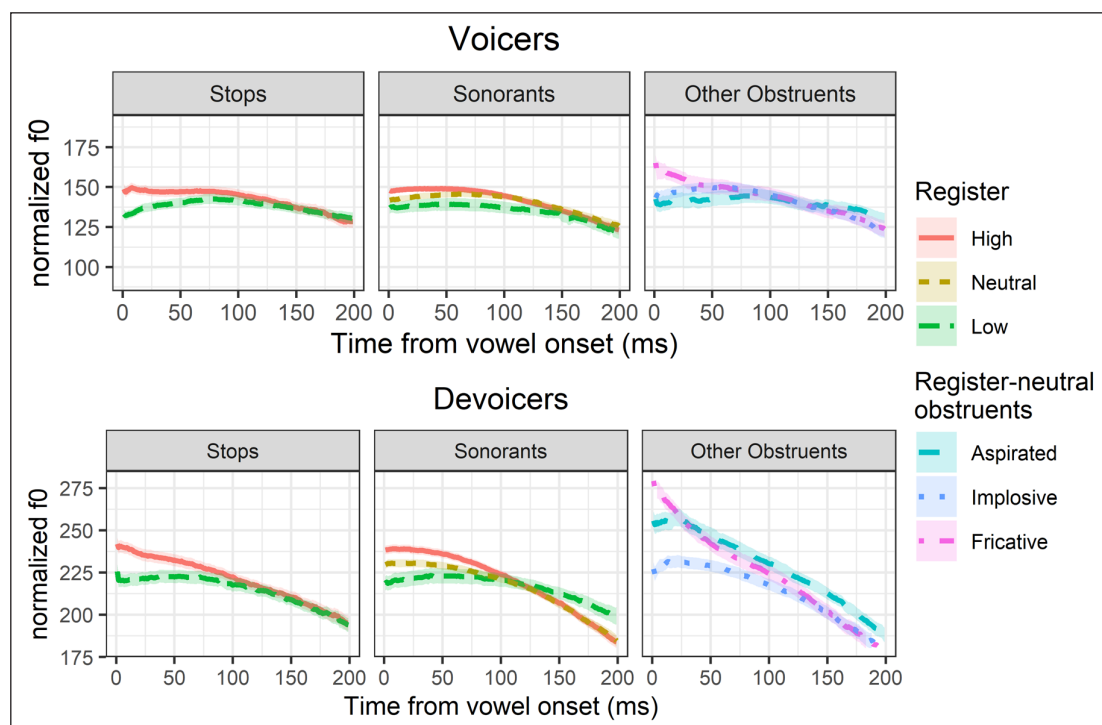 Voicers
Stops
Sonorants
Other Obstruents
normalized f0
175
150
125
100
0 50 100 150 200
0 50 100 150 200
0 50 100 150 200
Time from vowel onset (ms)
Devoicers
Stops
Sonorants
Other Obstruents
normalized f0
275
250
225
200
175
0 50 100 150 200
0 50 100 150 200
0 50 100 150 200
Time from vowel onset (ms)
Register
High
Neutral
Low
Register-neutral
obstruents
Aspirated
Implosive
Fricative